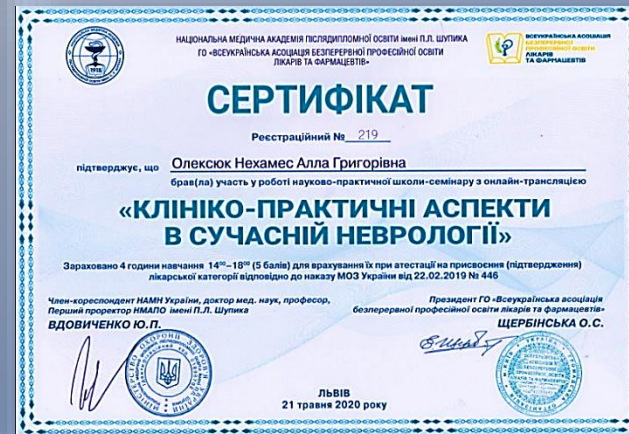 НАЦІОНАЛЬНА МЕДИЧНА АКАДЕМІЯ ПІСЛЯДИПЛОМНОЇ ОСВІТИ імені П.Л. ШУПИКА
ГО «ВСЕУКРАЇНСЬКА АСОЦІАЦІЯ БЕЗПЕРЕРВНОЇ ПРОФЕСІЙНОЇ ОСВІТИ
ЛІКАРІВ ТА ФАРМАЦЕВТІВ»
1918
ВСЕУКРАЇНСЬКА АСОЦІАЦІЯ
БЕЗПЕРЕРВНОЇ
ПРОФЕСІЙНОЇ ОСВІТИ
ЛІКАРІВ
ТА ФАРМАЦЕВТІВ
СЕРТИФІКАТ
Реєстраційний № 219
підтверджує, що Олексюк Нехамес Алла Григорівна
брав(ла) участь у роботі науково-практичної школи-семінару з онлайн-трансляцією
«КЛІНІКО-ПРАКТИЧНІ АСПЕКТИ
В СУЧАСНІЙ НЕВРОЛОГІЇ»
Зараховано 4 години навчання 14⁰⁰–18⁰⁰ (5 балів) для врахування їх при атестації на присвоєння (підтвердження)
лікарської категорії відповідно до наказу МОЗ України від 22.02.2019 № 446
Член-кореспондент НАМН України, доктор мед. наук, професор,
Перший проректор НМАПО імені П.Л. Шупика
ВДОВИЧЕНКО Ю.П.
Президент ГО «Всеукраїнська асоціація
безперервної професійної освіти лікарів та фармацевтів»
ЩЕРБІНСЬКА О.С.
ЛЬВІВ
21 травня 2020 року